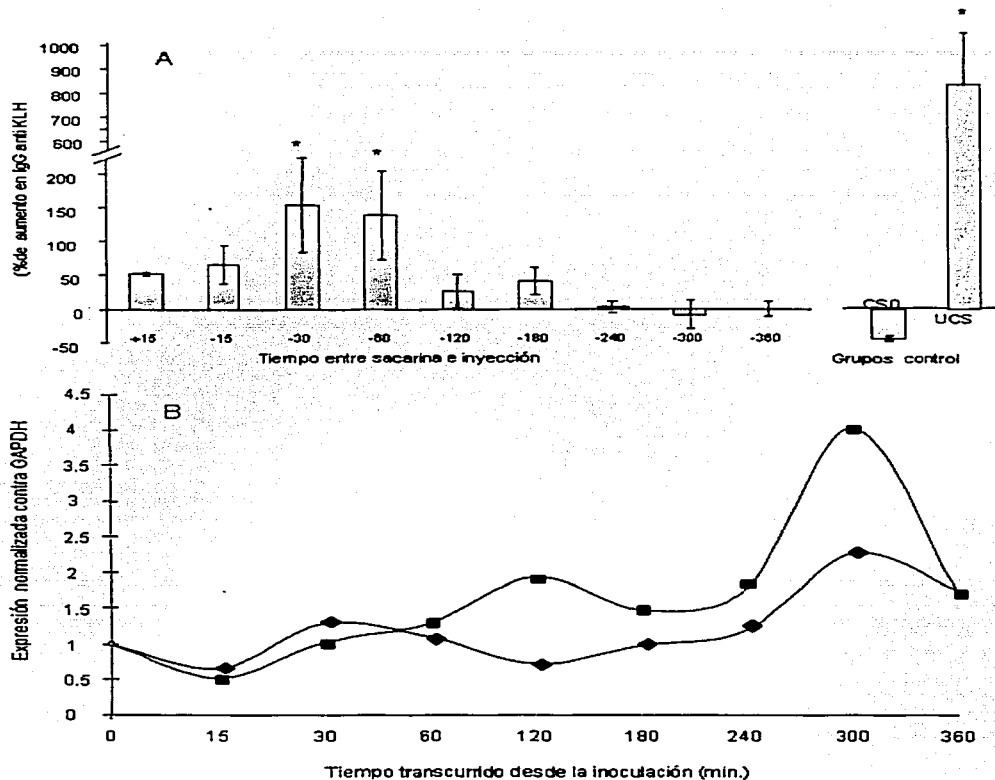 *
1000
900
800
700
600
200
150
100
50
0
-50
(% de aumento en IgG anti KLH
A
* *
+15 -15 -30 -60 -120 -180 -240 -300 -360
Tiempo entre sacarina e inyección
CSn
UCS
Grupos control
B
4.5
4
3.5
3
2.5
2
1.5
1
0.5
0
Expresión normalizada contra GAPDH
0 15 30 60 120 180 240 300 360
Tiempo transcurrido desde la inoculación (min.)